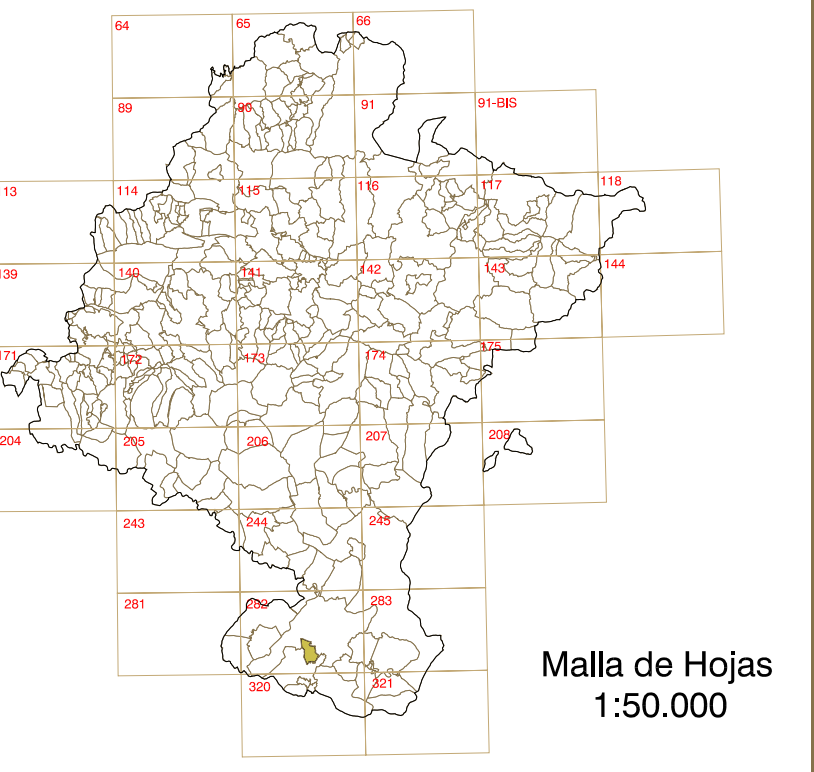 64 65 66
89 90 91 91-BIS
13 114 115 116 117 118
139 140 141 142 143 144
171 172 173 174 175
204 205 206 207 208
243 244 245
281 282 283
320 321
Malla de Hojas
1:50.000